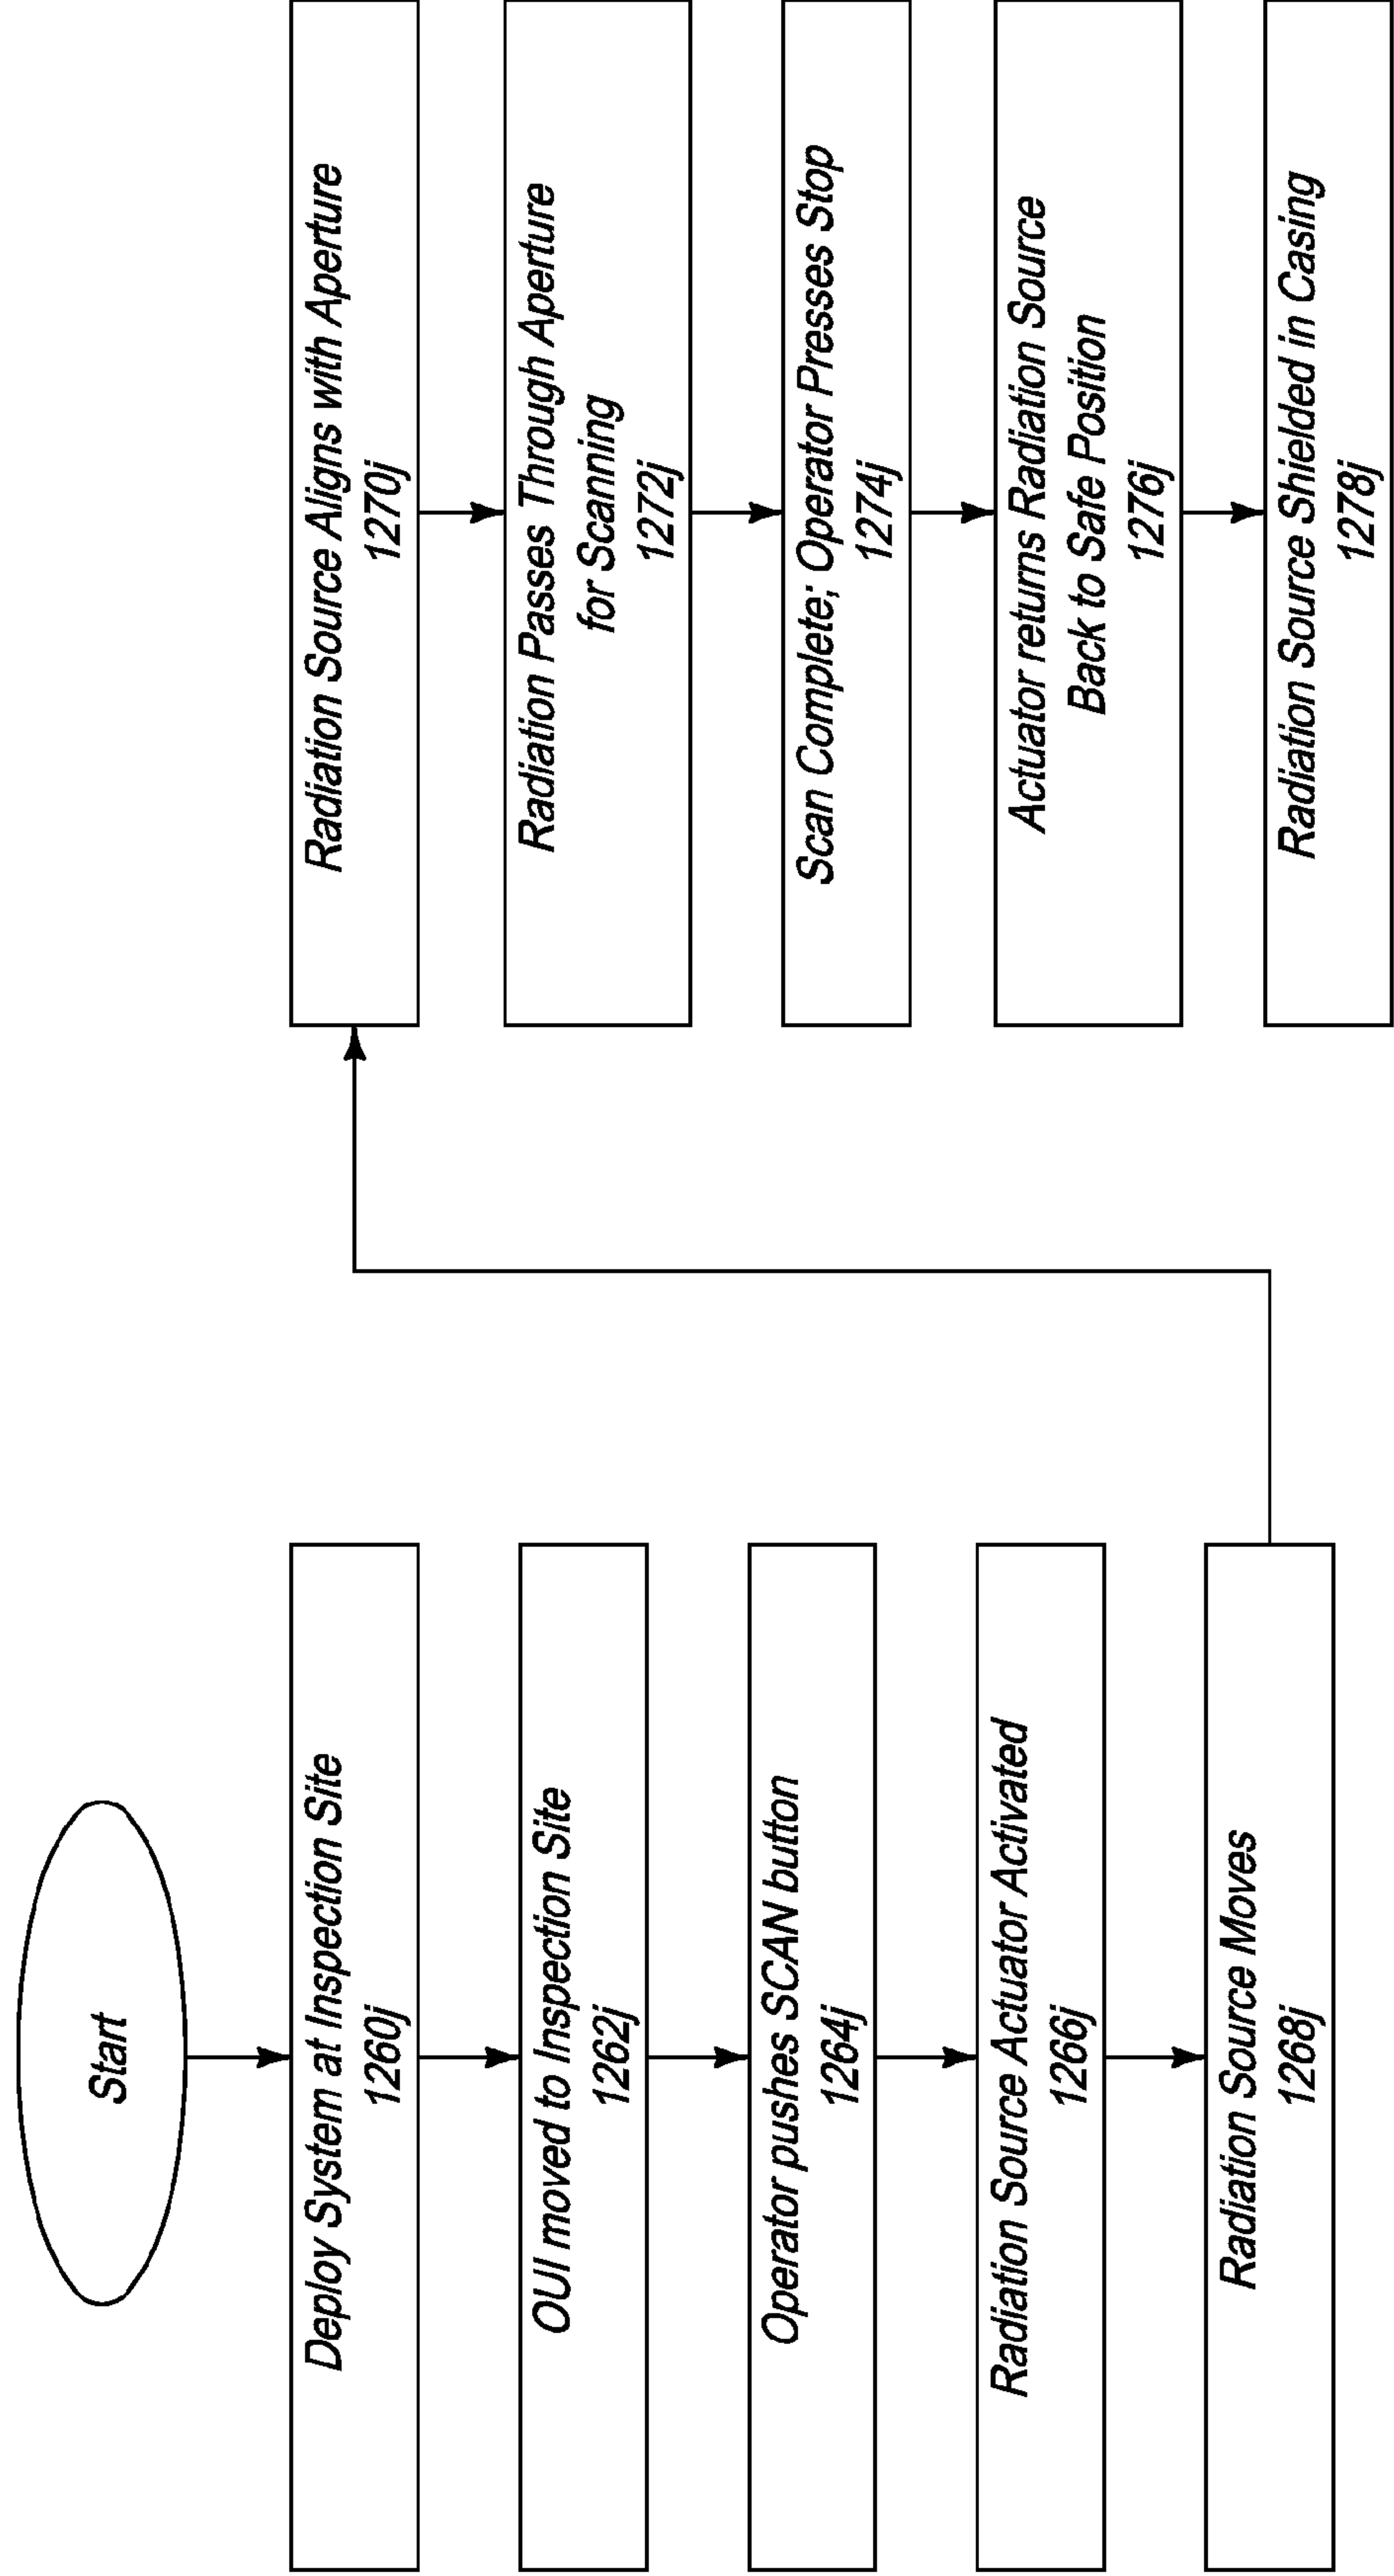 Start
Deploy System at Inspection Site
1260j
OUI moved to Inspection Site
1262j
Operator pushes SCAN button
1264j
Radiation Source Actuator Activated
1266j
Radiation Source Moves
1268j
Radiation Source Aligns with Aperture
1270j
Radiation Passes Through Aperture
for Scanning
1272j
Scan Complete; Operator Presses Stop
1274j
Actuator returns Radiation Source
Back to Safe Position
1276j
Radiation Source Shielded in Casing
1278j